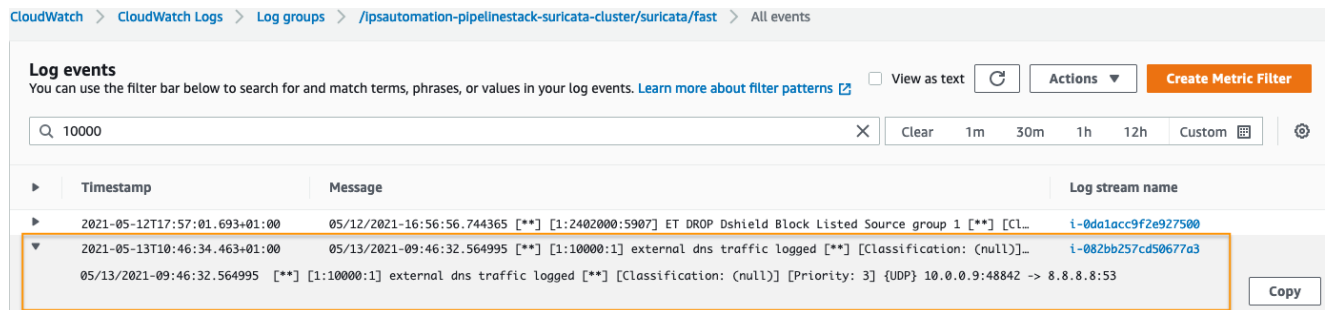 CloudWatch > CloudWatch Logs > Log groups > /ipsautomation-pipelinestack-suricata-cluster/suricata/fast > All events
Log events
You can use the filter bar below to search for and match terms, phrases, or values in your log events. Learn more about filter patterns
View as text Actions ▼ Create Metric Filter
10000 Clear 1m 30m 1h 12h Custom
Timestamp Message Log stream name
2021-05-12T17:57:01.693+01:00 05/12/2021-16:56:56.744365 [**] [1:2402000:5907] ET DROP Dshield Block Listed Source group 1 [**] [Cl… i-0da1acc9f2e927500
2021-05-13T10:46:34.463+01:00 05/13/2021-09:46:32.564995 [**] [1:10000:1] external dns traffic logged [**] [Classification: (null)]… i-082bb257cd50677a3
05/13/2021-09:46:32.564995 [**] [1:10000:1] external dns traffic logged [**] [Classification: (null)] [Priority: 3] {UDP} 10.0.0.9:48842 -> 8.8.8.8:53
Copy